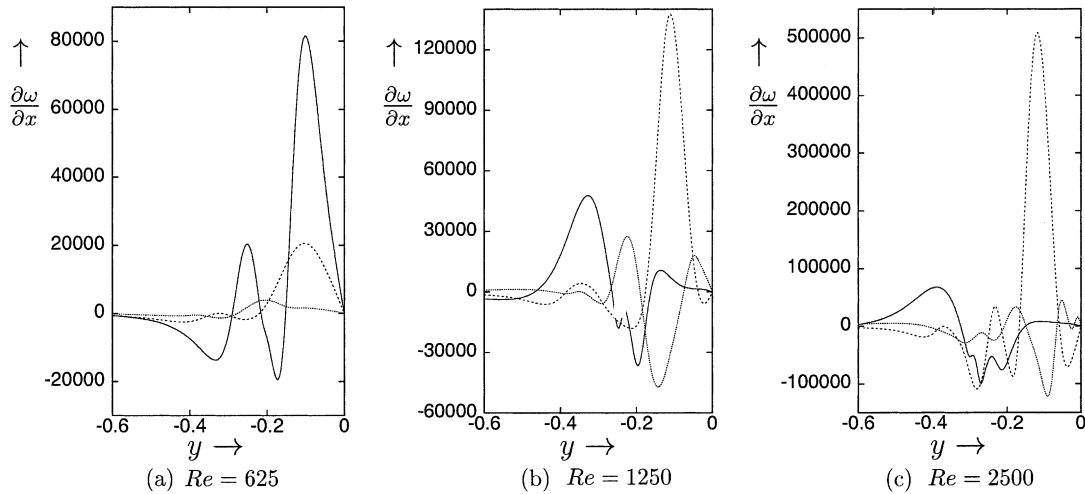 80000
60000
40000
20000
0
-20000
↑
∂ω
∂x
-0.6
-0.4
-0.2
0
y →
(a) Re = 625
120000
90000
60000
30000
0
-30000
-60000
↑
∂ω
∂x
-0.6
-0.4
-0.2
0
y →
(b) Re = 1250
500000
400000
300000
200000
100000
0
-100000
↑
∂ω
∂x
-0.6
-0.4
-0.2
0
y →
(c) Re = 2500